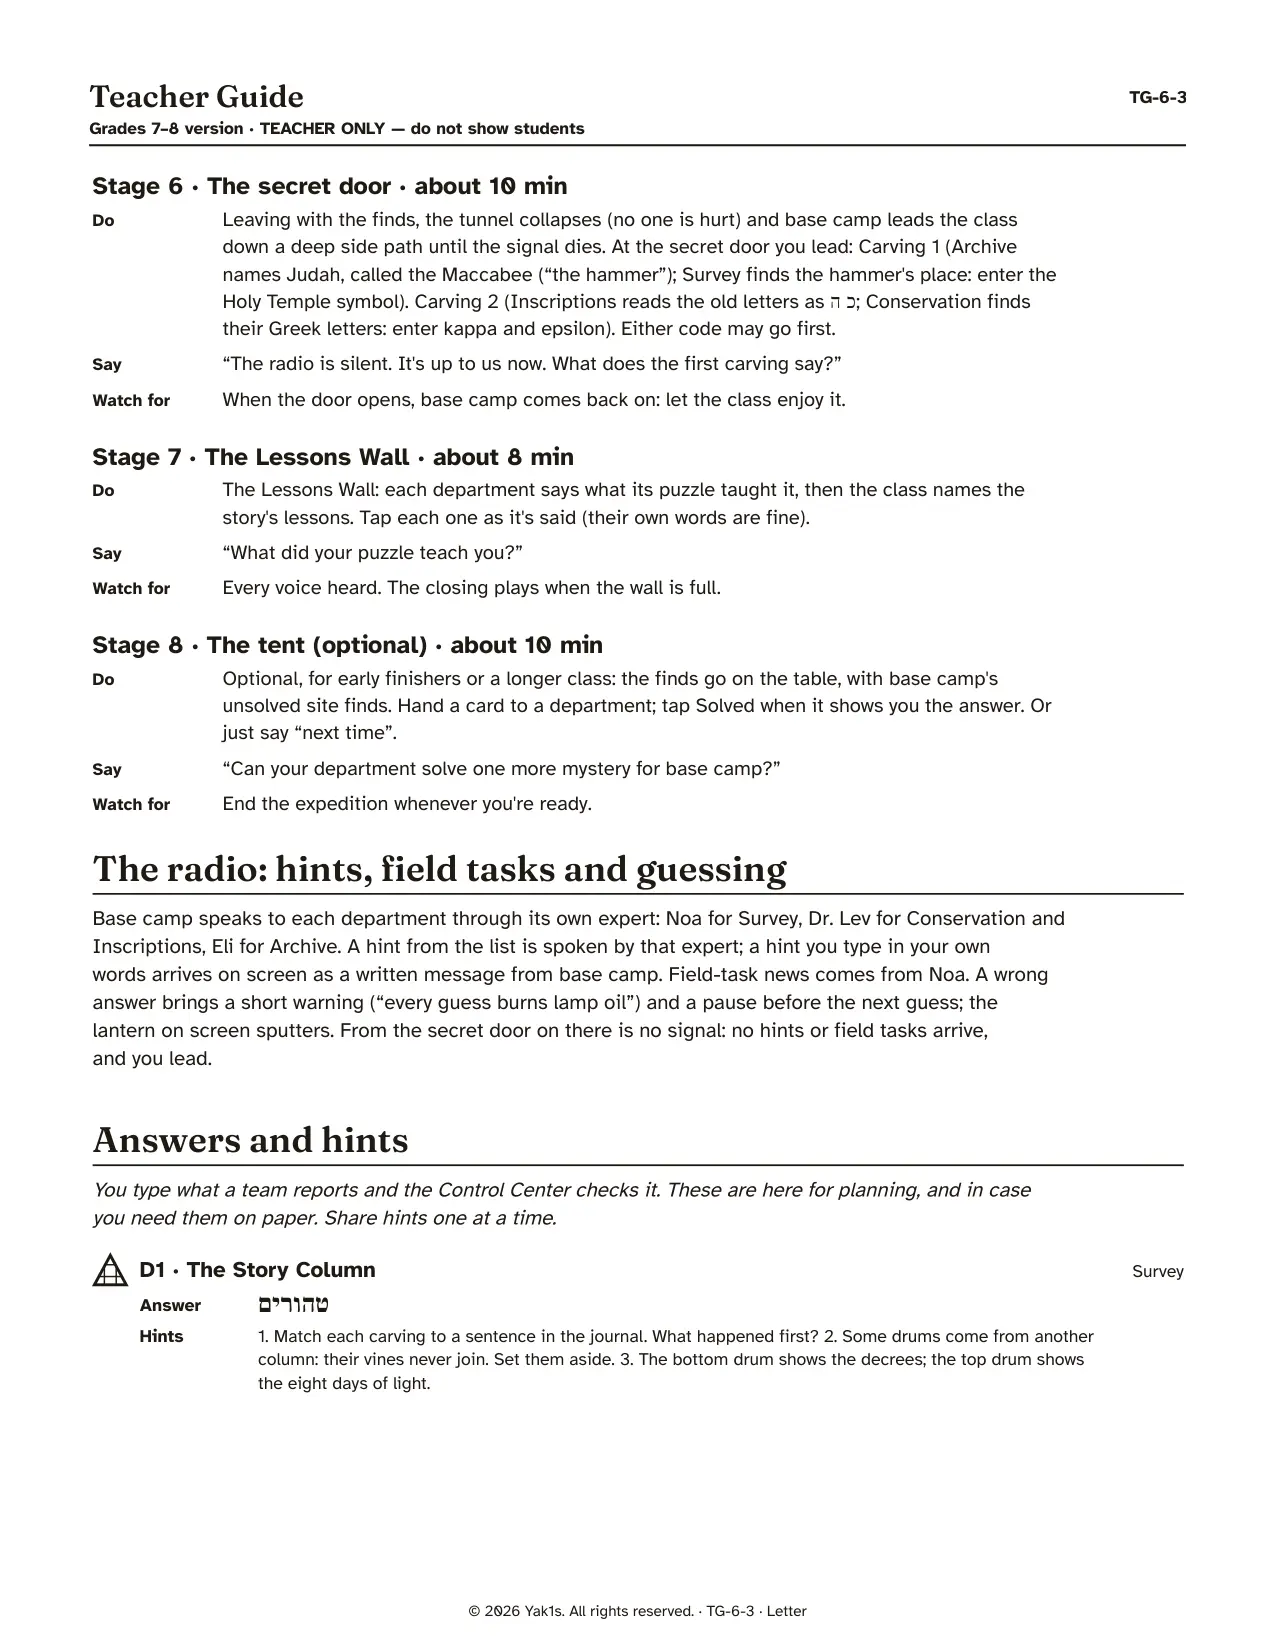 Teacher Guide
TG-6-3
Grades 7–8 version · TEACHER ONLY — do not show students
Stage 6 · The secret door · about 10 min
Do Leaving with the finds, the tunnel collapses (no one is hurt) and base camp leads the class
down a deep side path until the signal dies. At the secret door you lead: Carving 1 (Archive
names Judah, called the Maccabee (“the hammer”); Survey finds the hammer's place: enter the
Holy Temple symbol). Carving 2 (Inscriptions reads the old letters as כ ה; Conservation finds
their Greek letters: enter kappa and epsilon). Either code may go first.
Say “The radio is silent. It's up to us now. What does the first carving say?”
Watch for When the door opens, base camp comes back on: let the class enjoy it.
Stage 7 · The Lessons Wall · about 8 min
Do The Lessons Wall: each department says what its puzzle taught it, then the class names the
story's lessons. Tap each one as it's said (their own words are fine).
Say “What did your puzzle teach you?”
Watch for Every voice heard. The closing plays when the wall is full.
Stage 8 · The tent (optional) · about 10 min
Do Optional, for early finishers or a longer class: the finds go on the table, with base camp's
unsolved site finds. Hand a card to a department; tap Solved when it shows you the answer. Or
just say “next time”.
Say “Can your department solve one more mystery for base camp?”
Watch for End the expedition whenever you're ready.
The radio: hints, field tasks and guessing
Base camp speaks to each department through its own expert: Noa for Survey, Dr. Lev for Conservation and
Inscriptions, Eli for Archive. A hint from the list is spoken by that expert; a hint you type in your own
words arrives on screen as a written message from base camp. Field-task news comes from Noa. A wrong
answer brings a short warning (“every guess burns lamp oil”) and a pause before the next guess; the
lantern on screen sputters. From the secret door on there is no signal: no hints or field tasks arrive,
and you lead.
Answers and hints
You type what a team reports and the Control Center checks it. These are here for planning, and in case
you need them on paper. Share hints one at a time.
D1 · The Story Column
Survey
Answer טהורים
Hints 1. Match each carving to a sentence in the journal. What happened first? 2. Some drums come from another
column: their vines never join. Set them aside. 3. The bottom drum shows the decrees; the top drum shows
the eight days of light.
© 2026 Yak1s. All rights reserved. · TG-6-3 · Letter